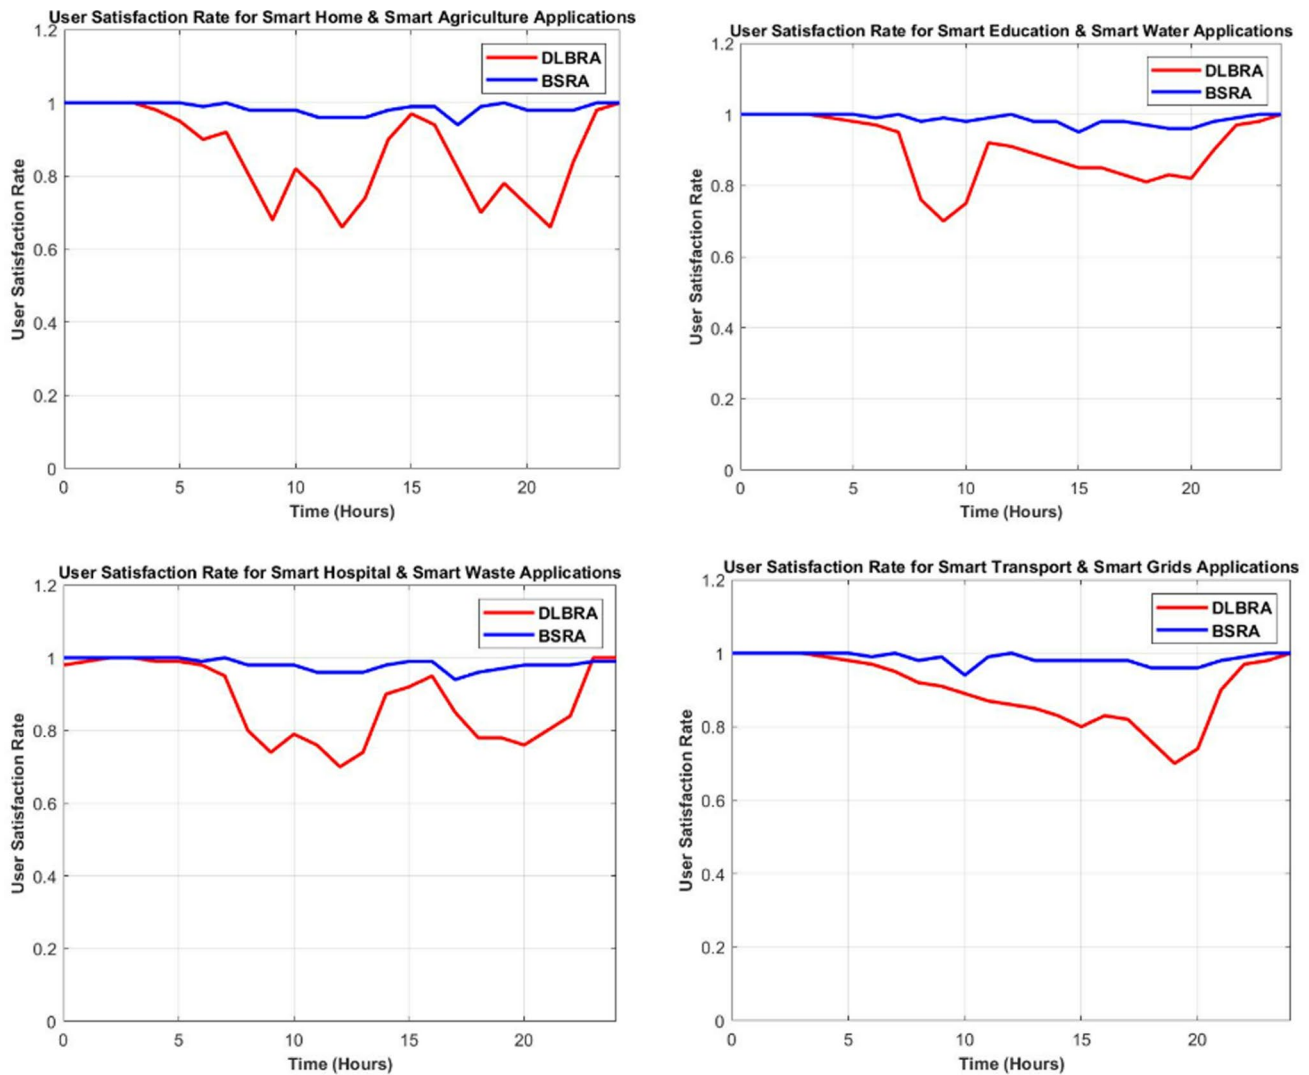 User Satisfaction Rate for Smart Home & Smart Agriculture Applications
1.2
1
0.8
0.6
0.4
0.2
0
User Satisfaction Rate
DLBRA
BSRA
0 5 10 15 20
Time (Hours)
User Satisfaction Rate for Smart Education & Smart Water Applications
1.2
1
0.8
0.6
0.4
0.2
0
User Satisfaction Rate
DLBRA
BSRA
0 5 10 15 20
Time (Hours)
User Satisfaction Rate for Smart Hospital & Smart Waste Applications
1.2
1
0.8
0.6
0.4
0.2
0
User Satisfaction Rate
DLBRA
BSRA
0 5 10 15 20
Time (Hours)
User Satisfaction Rate for Smart Transport & Smart Grids Applications
1.2
1
0.8
0.6
0.4
0.2
0
User Satisfaction Rate
DLBRA
BSRA
0 5 10 15 20
Time (Hours)